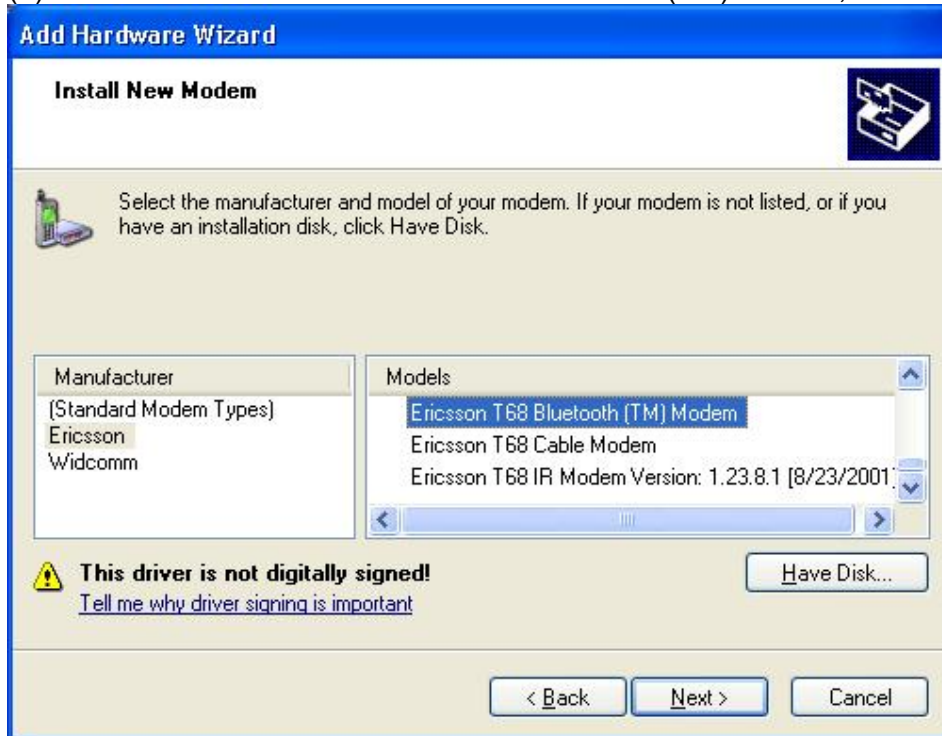 Add Hardware Wizard
Install New Modem
Select the manufacturer and model of your modem. If your modem is not listed, or if you
have an installation disk, click Have Disk.
Manufacturer
(Standard Modem Types)
Ericsson
Widcomm
Models
Ericsson T68 Bluetooth (TM) Modem
Ericsson T68 Cable Modem
Ericsson T68 IR Modem Version: 1.23.8.1 [8/23/2001]
This driver is not digitally signed!
Tell me why driver signing is important
Have Disk...
< Back
Next >
Cancel